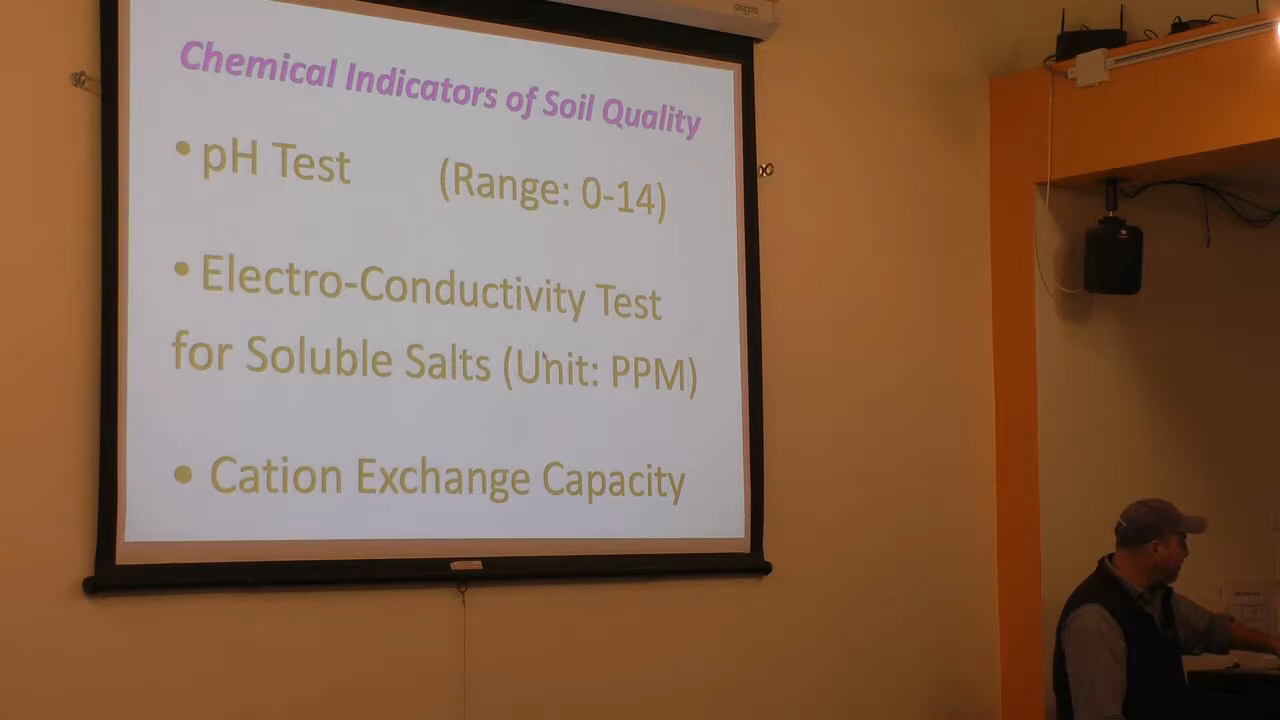 Chemical Indicators of Soil Quality
• pH Test (Range: 0-14)
• Electro-Conductivity Test
for Soluble Salts (Unit: PPM)
• Cation Exchange Capacity